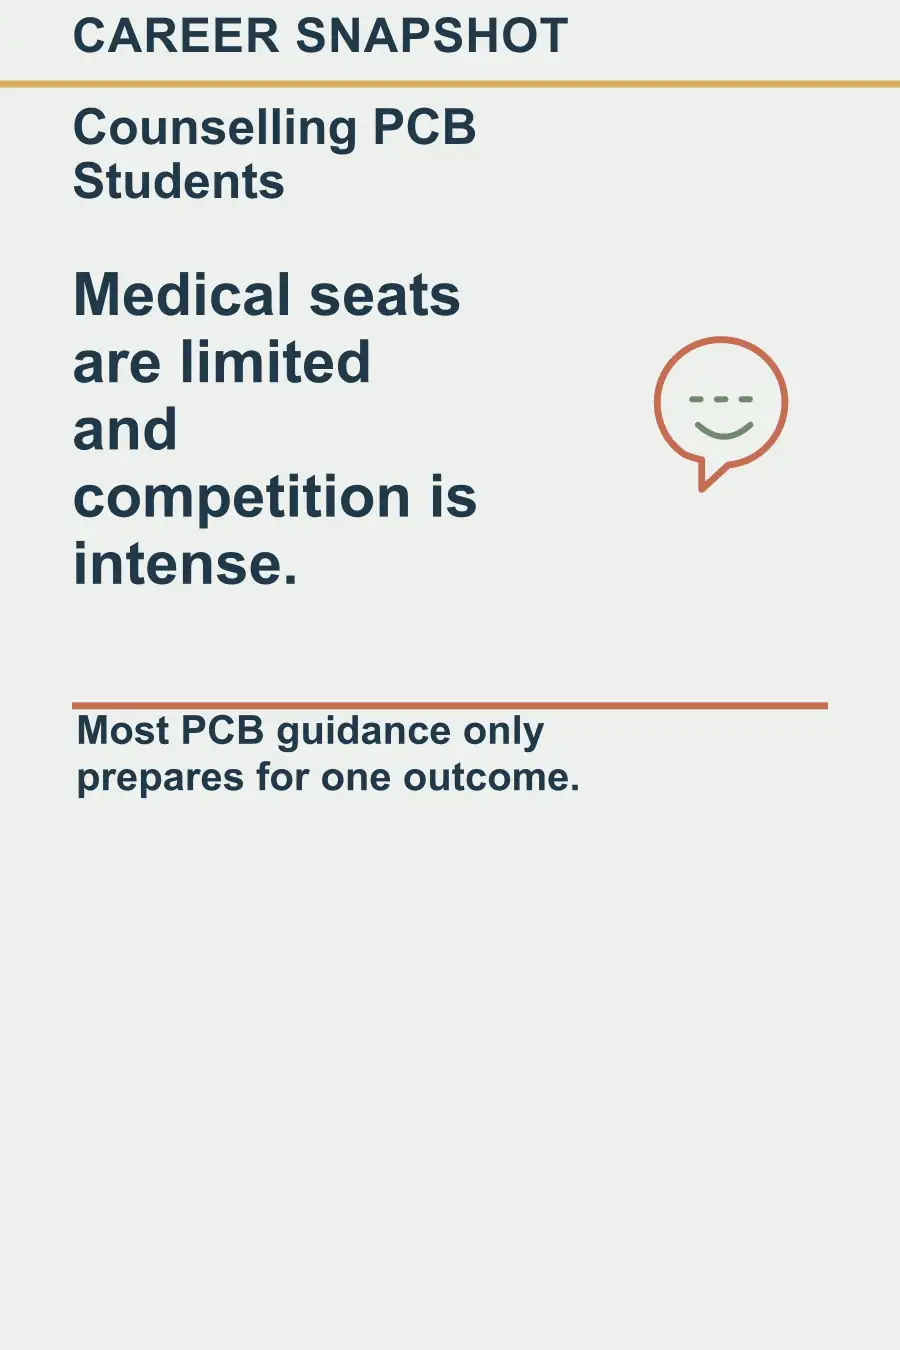 CAREER SNAPSHOT
Counselling PCB
Students
Medical seats
are limited
and
competition is
intense.
Most PCB guidance only
prepares for one outcome.